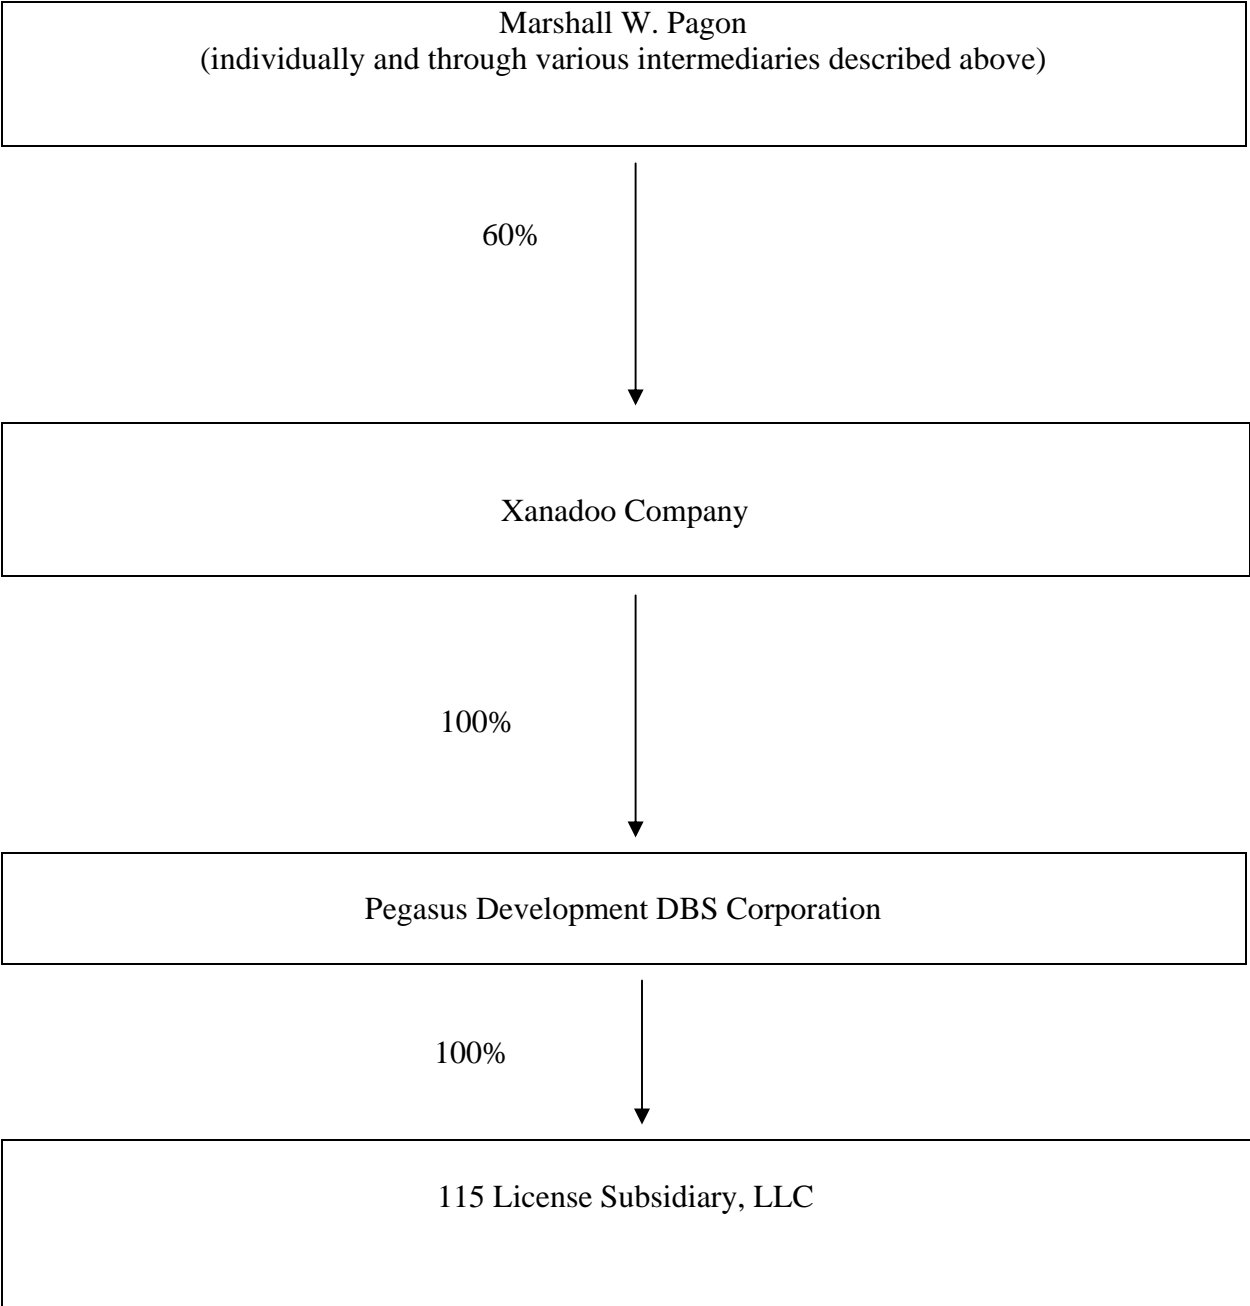 Marshall W. Pagon
(individually and through various intermediaries described above)
60%
Xanadoo Company
100%
Pegasus Development DBS Corporation
100%
115 License Subsidiary, LLC